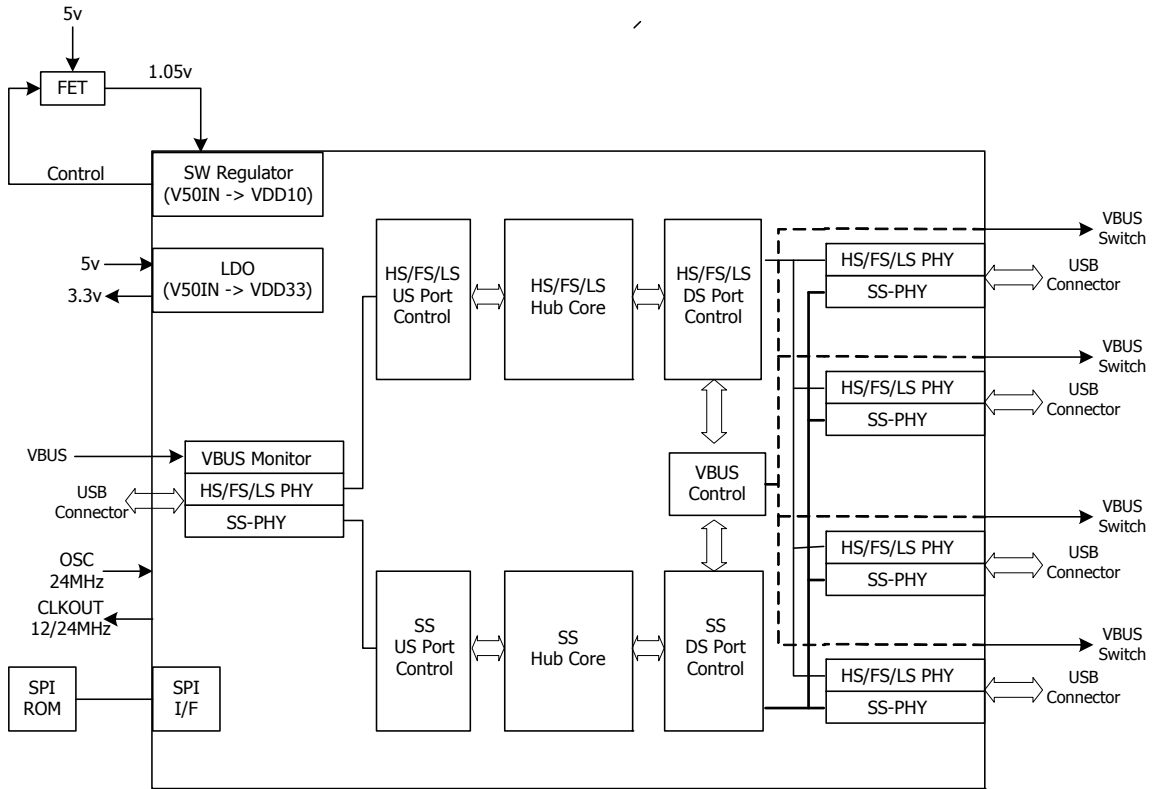 5v
FET
1.05v
Control
SW Regulator
(V50IN -> VDD10)
5v
3.3v
LDO
(V50IN -> VDD33)
HS/FS/LS
US Port
Control
HS/FS/LS
Hub Core
HS/FS/LS
DS Port
Control
VBUS
Switch
HS/FS/LS PHY
SS-PHY
USB
Connector
VBUS
Switch
HS/FS/LS PHY
SS-PHY
USB
Connector
VBUS
VBUS Monitor
HS/FS/LS PHY
SS-PHY
USB
Connector
VBUS
Control
VBUS
Switch
HS/FS/LS PHY
SS-PHY
USB
Connector
OSC
24MHz
CLKOUT
12/24MHz
SS
US Port
Control
SS
Hub Core
SS
DS Port
Control
VBUS
Switch
HS/FS/LS PHY
SS-PHY
USB
Connector
SPI
ROM
SPI
I/F